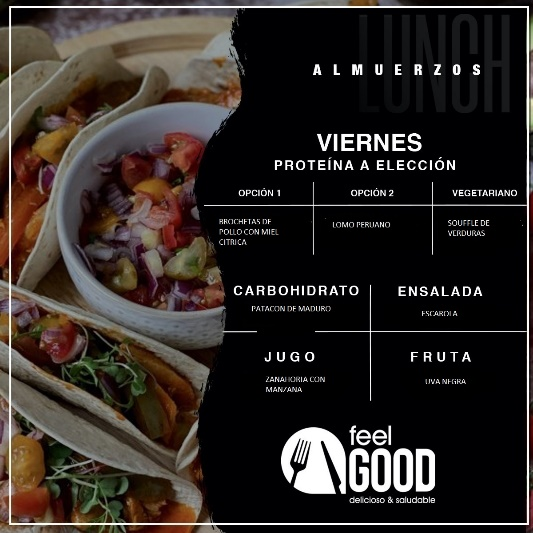 LUNCH
ALMUERZOS
VIERNES
PROTEÍNA A ELECCIÓN
OPCIÓN 1
OPCIÓN 2
VEGETARIANO
BROCHETAS DE
POLLO CON MIEL
CITRICA
LOMO PERUANO
SOUFFLE DE
VERDURAS
CARBOHIDRATO
ENSALADA
PATACON DE MADURO
ESCAROLA
JUGO
FRUTA
ZANAHORIA CON
MANZANA
UVA NEGRA
feel
GOOD
delicioso & saludable